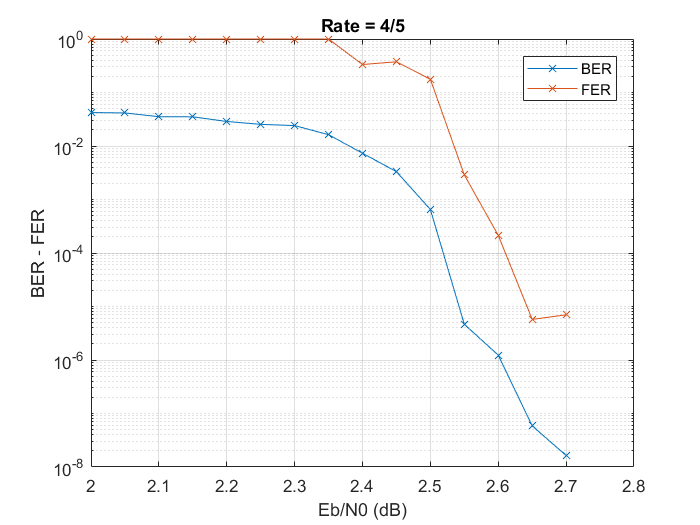 Rate = 4/5
10^0
10^-2
10^-4
10^-6
10^-8
BER - FER
BER
FER
2 2.1 2.2 2.3 2.4 2.5 2.6 2.7 2.8
Eb/N0 (dB)